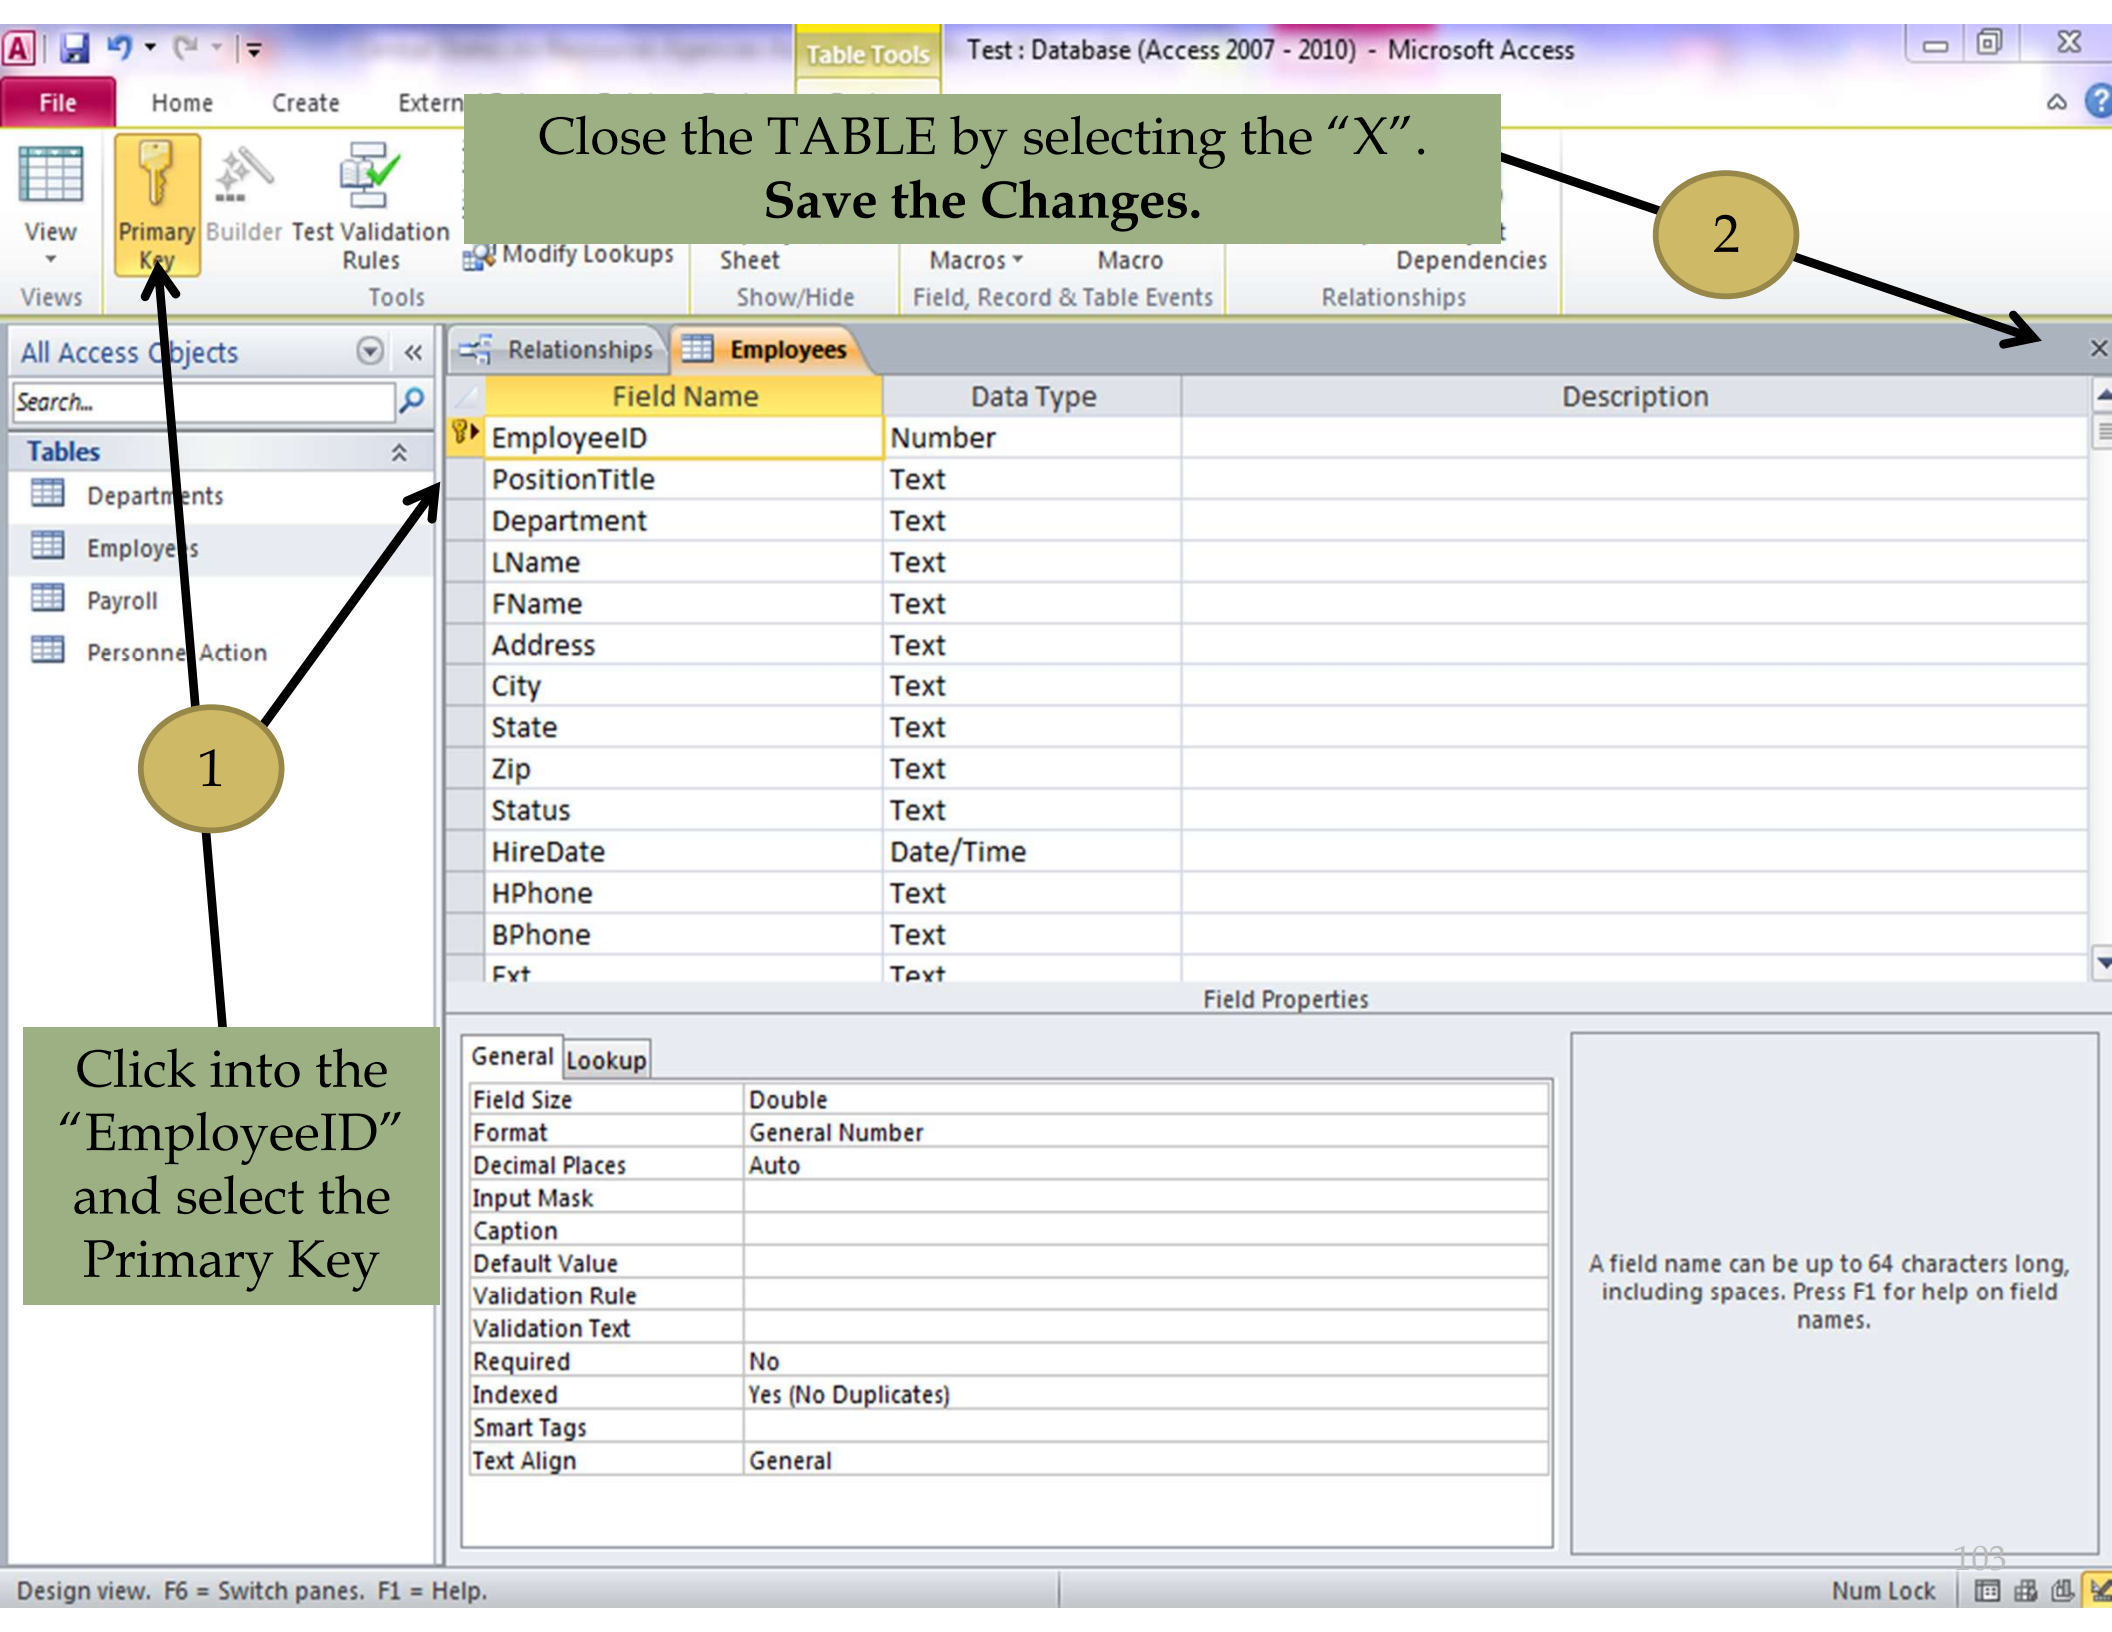 Table Tools
Test : Database (Access 2007 - 2010) - Microsoft Access
File Home Create
Close the TABLE by selecting the “X”.
Save the Changes.
2
View
Primary Key
Builder
Test Validation Rules
Modify Lookups
Sheet
Macros
Macro
Dependencies
Views
Tools
Show/Hide
Field, Record & Table Events
Relationships
All Access Objects
Search...
Tables
Departments
Employees
Payroll
Personnel Action
1
Click into the
“EmployeeID”
and select the
Primary Key
Relationships Employees
Field Name Data Type Description
EmployeeID Number
PositionTitle Text
Department Text
LName Text
FName Text
Address Text
City Text
State Text
Zip Text
Status Text
HireDate Date/Time
HPhone Text
BPhone Text
Ext Text
Field Properties
General Lookup
Field Size Double
Format General Number
Decimal Places Auto
Input Mask
Caption
Default Value
Validation Rule
Validation Text
Required No
Indexed Yes (No Duplicates)
Smart Tags
Text Align General
A field name can be up to 64 characters long,
including spaces. Press F1 for help on field
names.
103
Design view. F6 = Switch panes. F1 = Help.
Num Lock